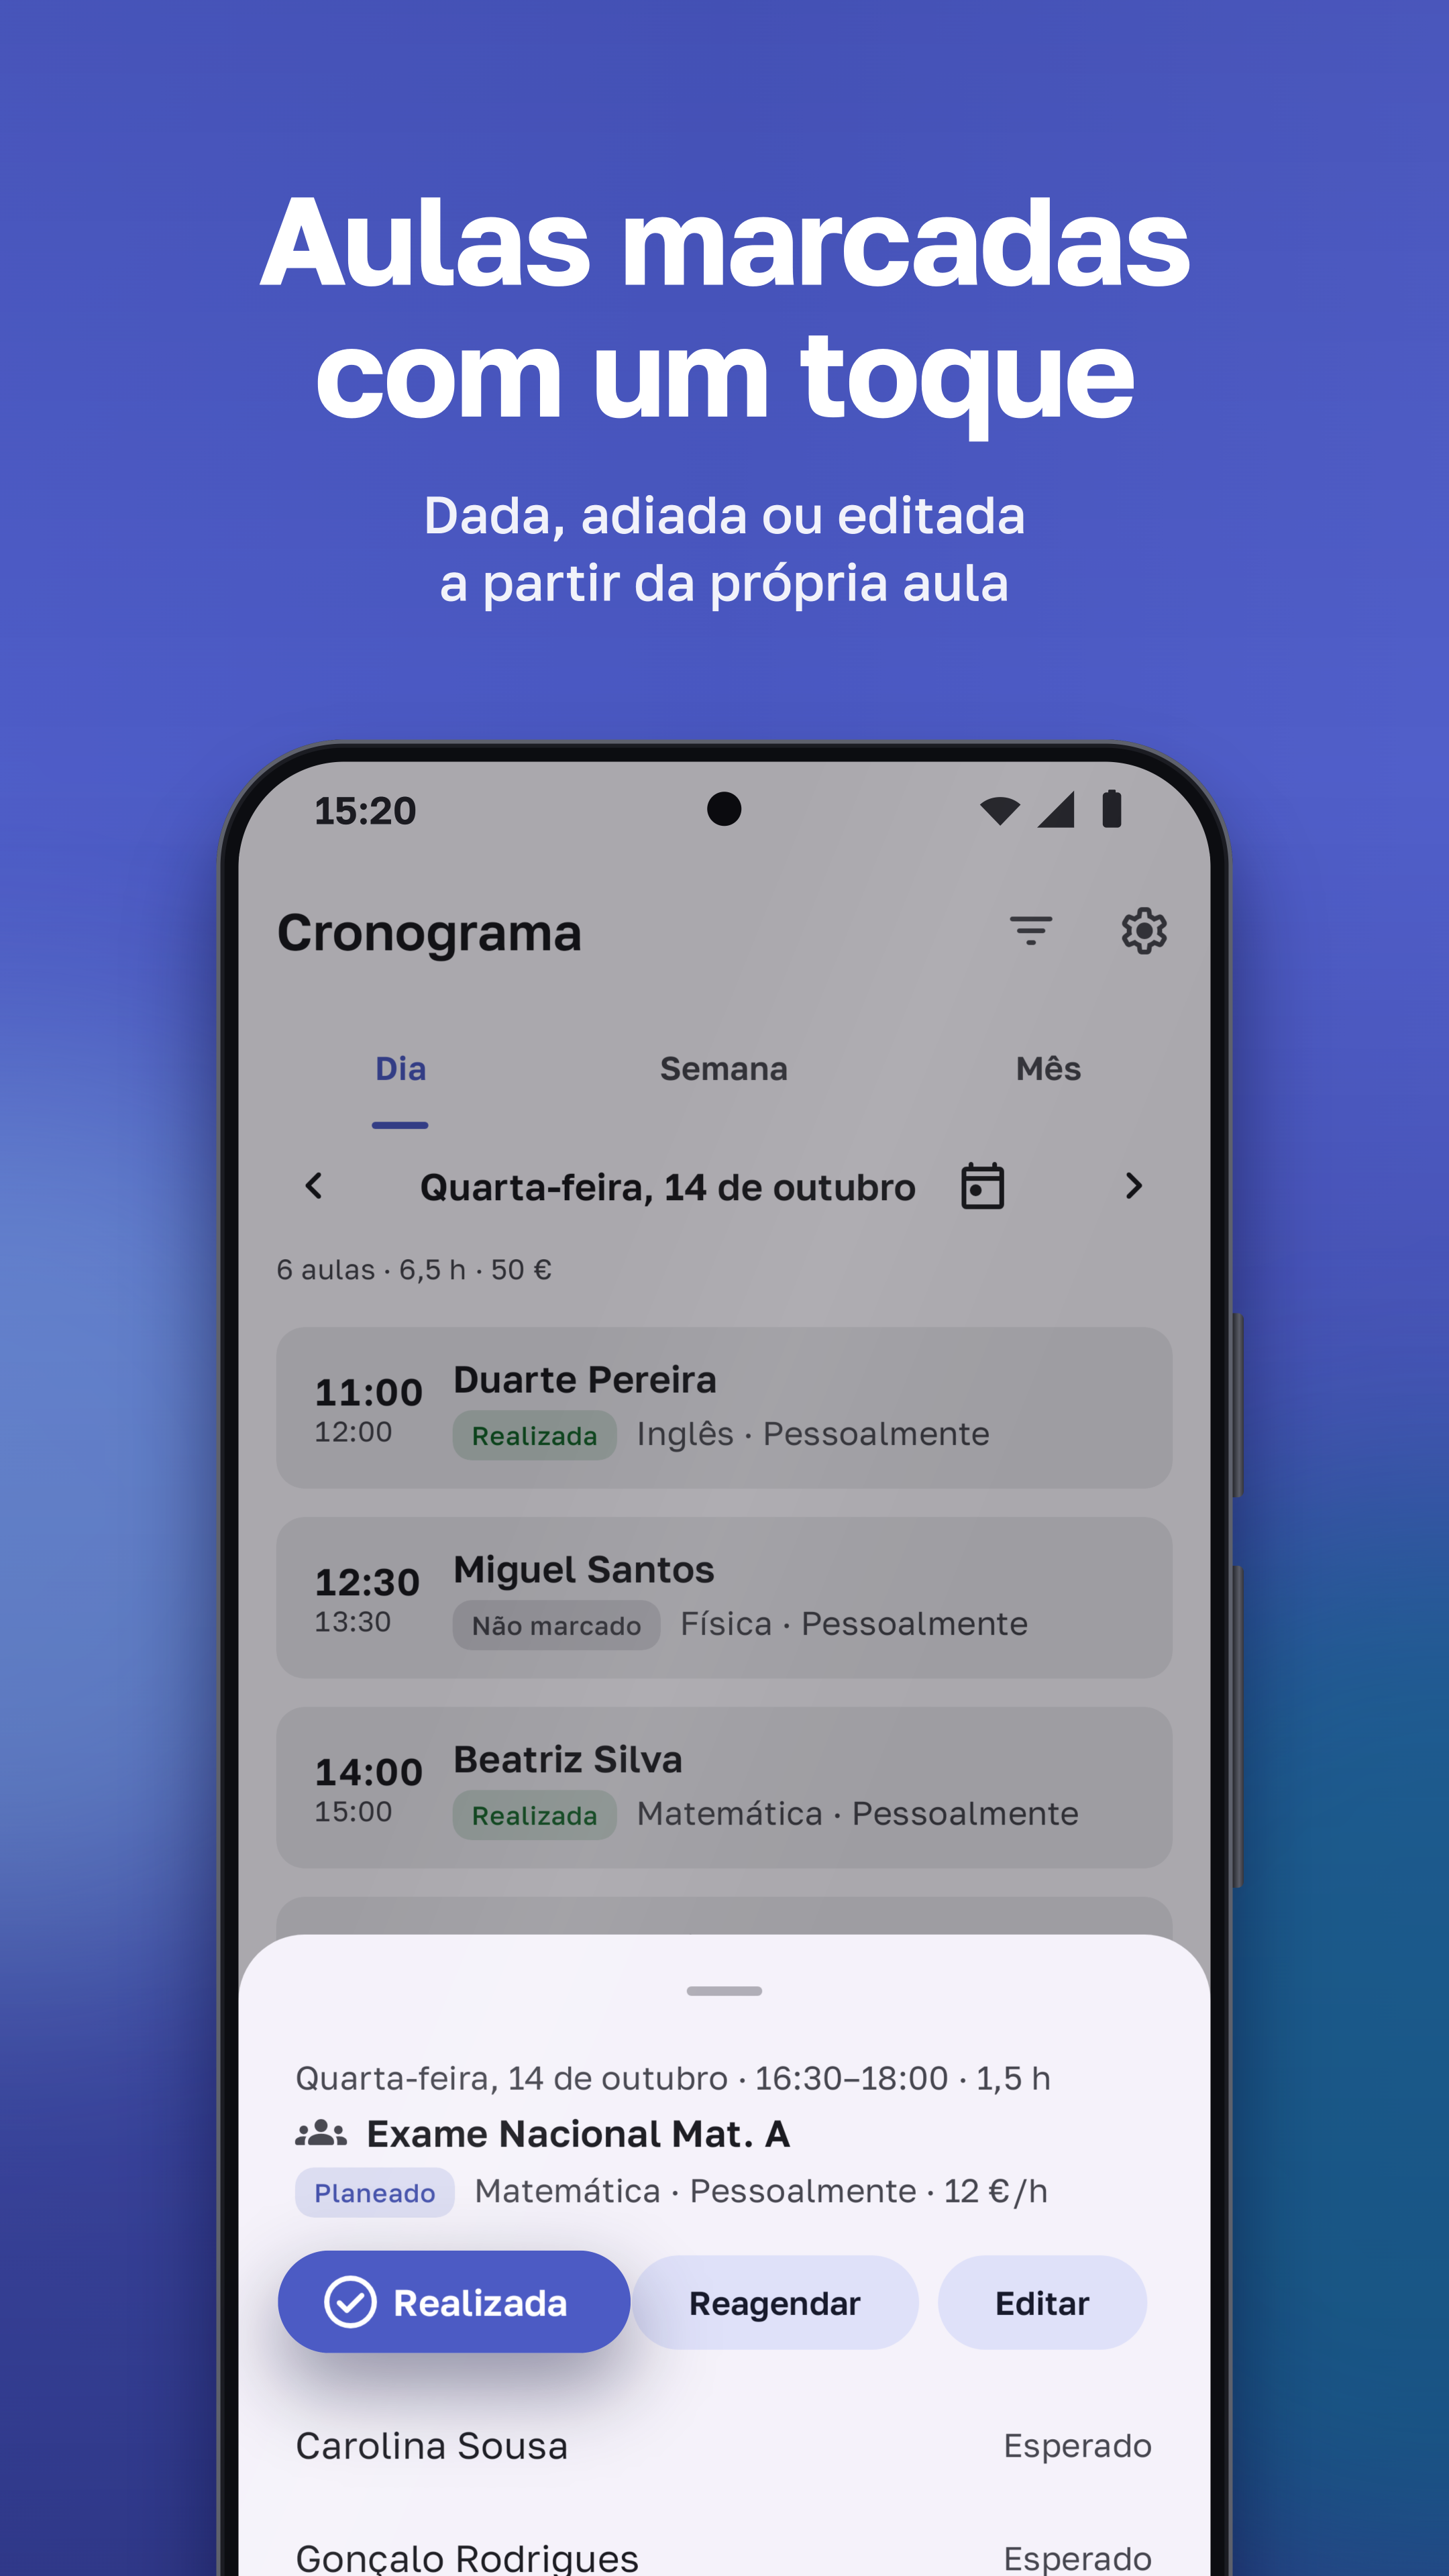 Aulas marcadas
com um toque
Dada, adiada ou editada
a partir da própria aula
15:20
Cronograma
Dia Semana Mês
Quarta-feira, 14 de outubro
6 aulas · 6,5 h · 50 €
11:00 Duarte Pereira
12:00 Realizada Inglês · Pessoalmente
12:30 Miguel Santos
13:30 Não marcado Física · Pessoalmente
14:00 Beatriz Silva
15:00 Realizada Matemática · Pessoalmente
Quarta-feira, 14 de outubro · 16:30–18:00 · 1,5 h
Exame Nacional Mat. A
Planeado Matemática · Pessoalmente · 12 €/h
Realizada Reagendar Editar
Carolina Sousa Esperado
Gonçalo Rodrigues Esperado